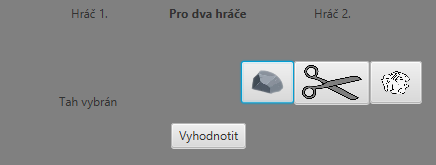 Hráč 1. Pro dva hráče Hráč 2.
Tah vybrán
Vyhodnotit